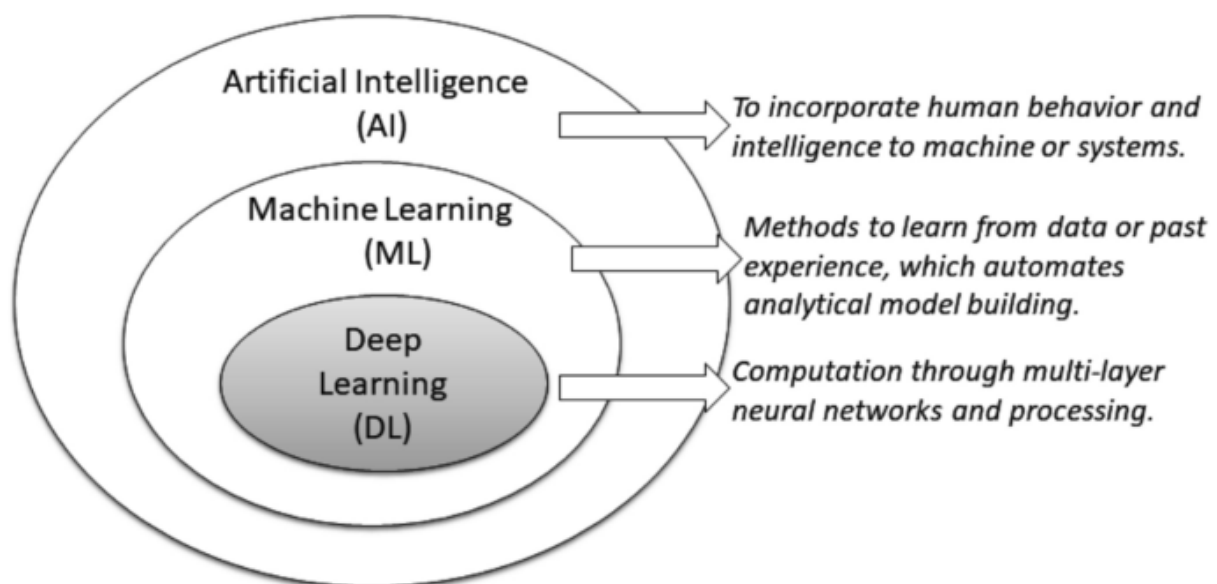 Artificial Intelligence
(AI)
To incorporate human behavior and
intelligence to machine or systems.
Machine Learning
(ML)
Methods to learn from data or past
experience, which automates
analytical model building.
Deep
Learning
(DL)
Computation through multi-layer
neural networks and processing.